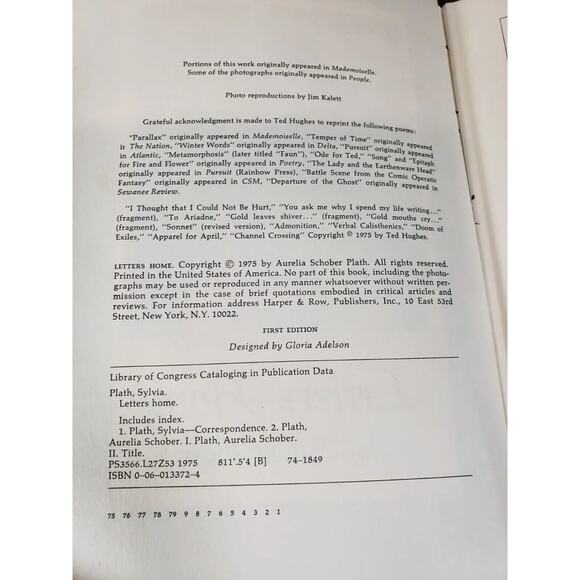 Portions of this work originally appeared in Mademoiselle.
Some of the photographs originally appeared in People.
Photo reproductions by Jim Kalett
Grateful acknowledgment is made to Ted Hughes to reprint the following poems:
"Parallax" originally appeared in Mademoiselle, "Temper of Time" originally appeared
in The Nation, "Winter Words" originally appeared in Delta, "Pursuit" originally appeared
in Atlantic, "Metamorphosis" (later titled "Faun"), "Ode for Ted," "Song" and "Epitaph
for Fire and Flower" originally appeared in Poetry, "The Lady and the Earthenware Head"
originally appeared in Pursuit (Rainbow Press), "Battle Scene from the Comic Operatic
Fantasy" originally appeared in CSM, "Departure of the Ghost" originally appeared in
Sewanee Review.
"I Thought that I Could Not Be Hurt," "You ask me why I spend my life writing..."
(fragment), "To Ariadne," "Gold leaves shiver..." (fragment), "Gold mouths cry..."
(fragment), "Sonnet" (revised version), "Admonition," "Verbal Calisthenics," "Doom of
Exiles," "Apparel for April," "Channel Crossing" Copyright © 1975 by Ted Hughes.
LETTERS HOME. Copyright © 1975 by Aurelia Schober Plath. All rights reserved.
Printed in the United States of America. No part of this book, including the photo-
graphs may be used or reproduced in any manner whatsoever without written per-
mission except in the case of brief quotations embodied in critical articles and
reviews. For information address Harper & Row, Publishers, Inc., 10 East 53rd
Street, New York, N.Y. 10022.
FIRST EDITION
Designed by Gloria Adelson
Library of Congress Cataloging in Publication Data
Plath, Sylvia.
Letters home.
Includes index.
1. Plath, Sylvia—Correspondence. 2. Plath,
Aurelia Schober. I. Plath, Aurelia Schober.
II. Title.
PS3566.L27Z53 1975 811'.5'4 [B] 74-1849
ISBN 0-06-013372-4
75 76 77 78 79 9 8 7 6 5 4 3 2 1